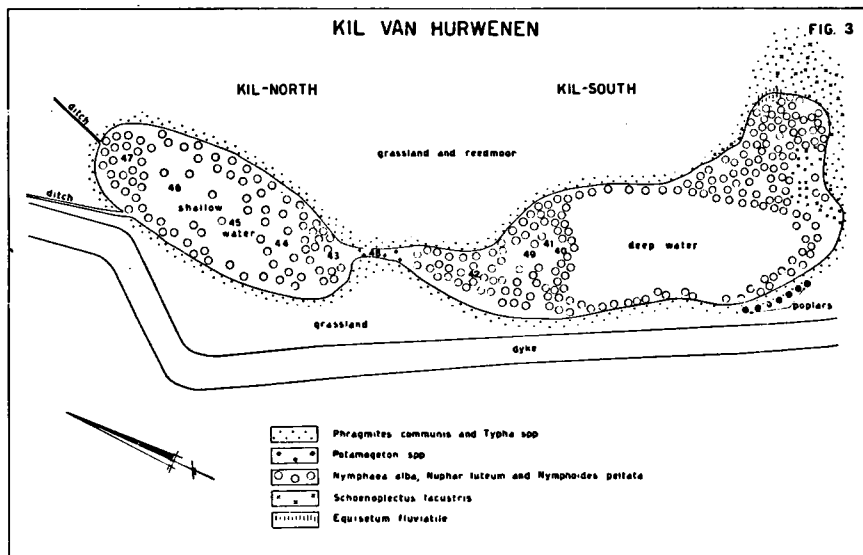 KIL VAN HURWENEN
FIG. 3
KIL-NORTH
KIL-SOUTH
ditch
grassland and reedmoor
47
46
ditch
shallow
45
water
44
43
48
42
49
41
40
deep water
poplars
grassland
dyke
Phragmites communis and Typha spp
Potamogeton spp
Nymphaea alba, Nuphar luteum and Nymphoides peltata
Schoenoplectus lacustris
Equisetum fluviatile